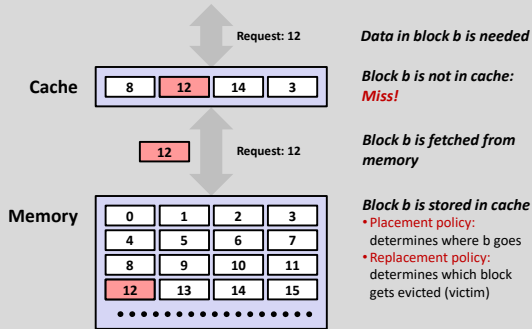 Request: 12
Data in block b is needed
Cache
8 12 14 3
Block b is not in cache:
Miss!
12
Request: 12
Block b is fetched from
memory
Memory
0 1 2 3
4 5 6 7
8 9 10 11
12 13 14 15
Block b is stored in cache
• Placement policy:
determines where b goes
• Replacement policy:
determines which block
gets evicted (victim)